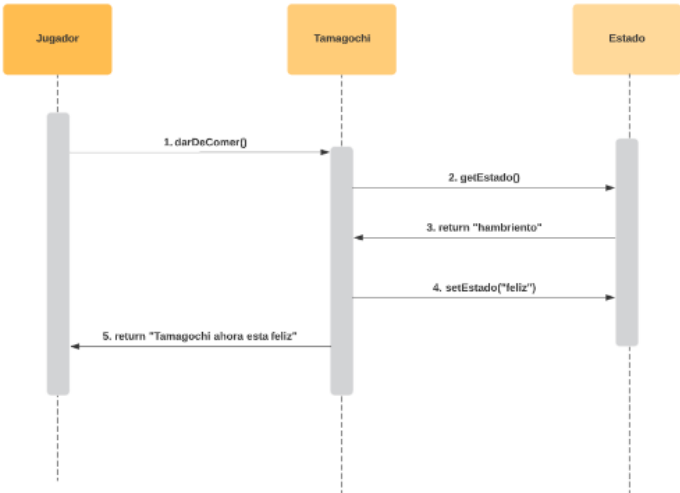 Jugador
Tamagochi
Estado
1. darDeComer()
2. getEstado()
3. return "hambriento"
4. setEstado("feliz")
5. return "Tamagochi ahora esta feliz"